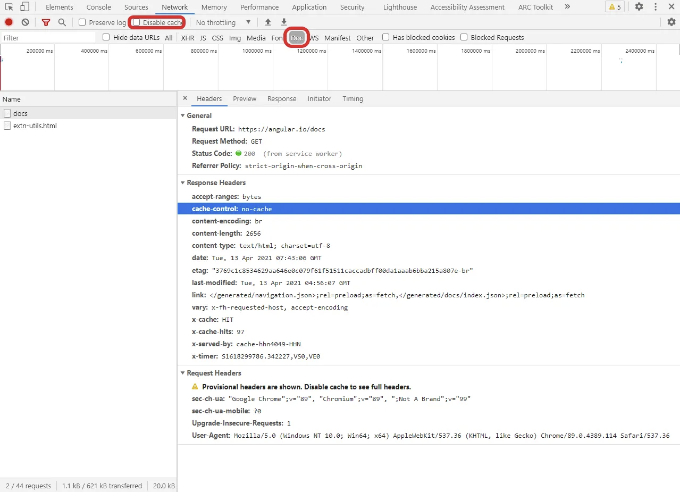 Elements Console Sources Network Performance Memory Application Security Lighthouse Accessibility Assessment ARC Toolkit » 5
Preserve log Disable cache No throttling
Filter Hide data URLs All XHR JS CSS Img Media Font Doc WS Manifest Other Has blocked cookies Blocked Requests
200000 ms 400000 ms 600000 ms 800000 ms 1000000 ms 1200000 ms 1400000 ms 1600000 ms 1800000 ms 2000000 ms 2200000 ms 2400000 ms
Name
docs
extn-utils.html
× Headers Preview Response Initiator Timing
General
Request URL: https://angular.io/docs
Request Method: GET
Status Code: 200 (from service worker)
Referrer Policy: strict-origin-when-cross-origin
Response Headers
accept-ranges: bytes
cache-control: no-cache
content-encoding: br
content-length: 2656
content-type: text/html; charset=utf-8
date: Tue, 13 Apr 2021 07:43:06 GMT
etag:
last-modified: Tue, 13 Apr 2021 04:56:07 GMT
link: </generated/navigation.json>;rel=preload;as=fetch,</generated/docs/index.json>;rel=preload;as=fetch
vary: x-fh-requested-host, accept-encoding
x-cache: HIT
x-cache-hits: 97
x-served-by: cache-hhn4049-HHN
x-timer: S1618299786.342227,VS0,VE0
Request Headers
Provisional headers are shown. Disable cache to see full headers.
sec-ch-ua: "Google Chrome";v="89", "Chromium";v="89", ";Not A Brand";v="99"
sec-ch-ua-mobile: ?0
Upgrade-Insecure-Requests: 1
User-Agent: Mozilla/5.0 (Windows NT 10.0; Win64; x64) AppleWebKit/537.36 (KHTML, like Gecko) Chrome/89.0.4389.114 Safari/537.36
2 / 44 requests 1.1 kB / 621 kB transferred 20.0 kB